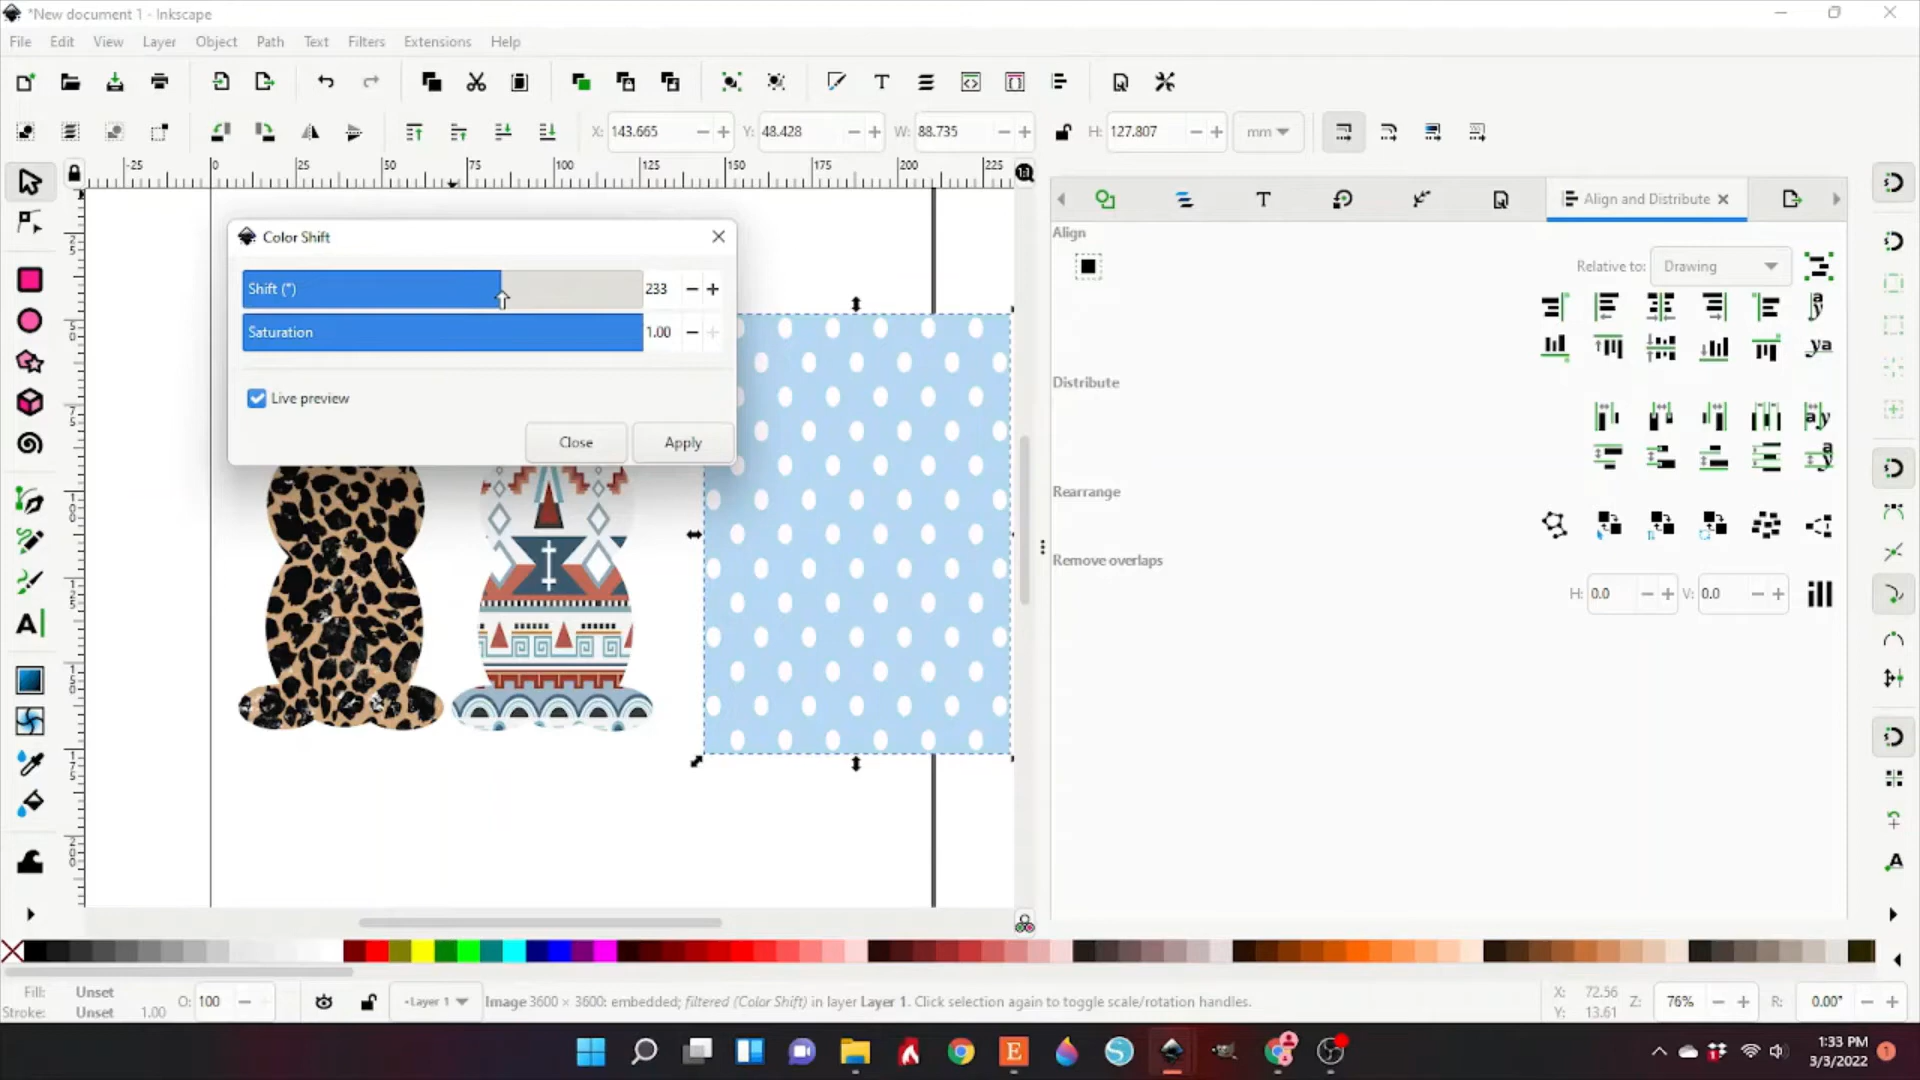 *New document 1 - Inkscape
File Edit View Layer Object Path Text Filters Extensions Help
X: 143.665 Y: 48.428 W: 88.735 H: 127.807 mm
-25 0 25 50 75 100 125 150 175 200 225
Color Shift
Shift (°) 233
Saturation 1.00
Live preview
Close Apply
Align and Distribute
Align
Relative to: Drawing
Distribute
Rearrange
Remove overlaps
H: 0.0 V: 0.0
Fill: Unset
Stroke: Unset 1.00
O: 100
Layer 1
Image 3600 × 3600: embedded; filtered (Color Shift) in layer Layer 1. Click selection again to toggle scale/rotation handles.
X: 72.56
Y: 13.61
Z: 76%
R: 0.00°
1:33 PM
3/3/2022
1